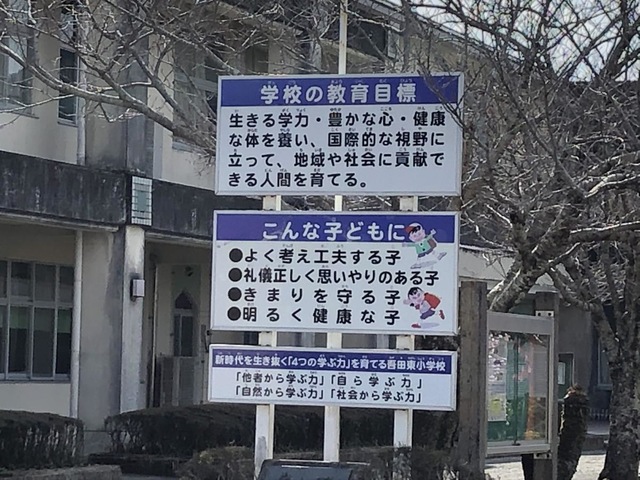 学校の教育目標
生きる学力・豊かな心・健康
な体を養い、国際的な視野に
立って、地域や社会に貢献で
きる人間を育てる。
こんな子どもに
●よく考え工夫する子
●礼儀正しく思いやりのある子
●きまりを守る子
●明るく健康な子
新時代を生き抜く「4つの学ぶ力」を育てる吾田東小学校
「他者から学ぶ力」「自ら学ぶ力」
「自然から学ぶ力」「社会から学ぶ力」